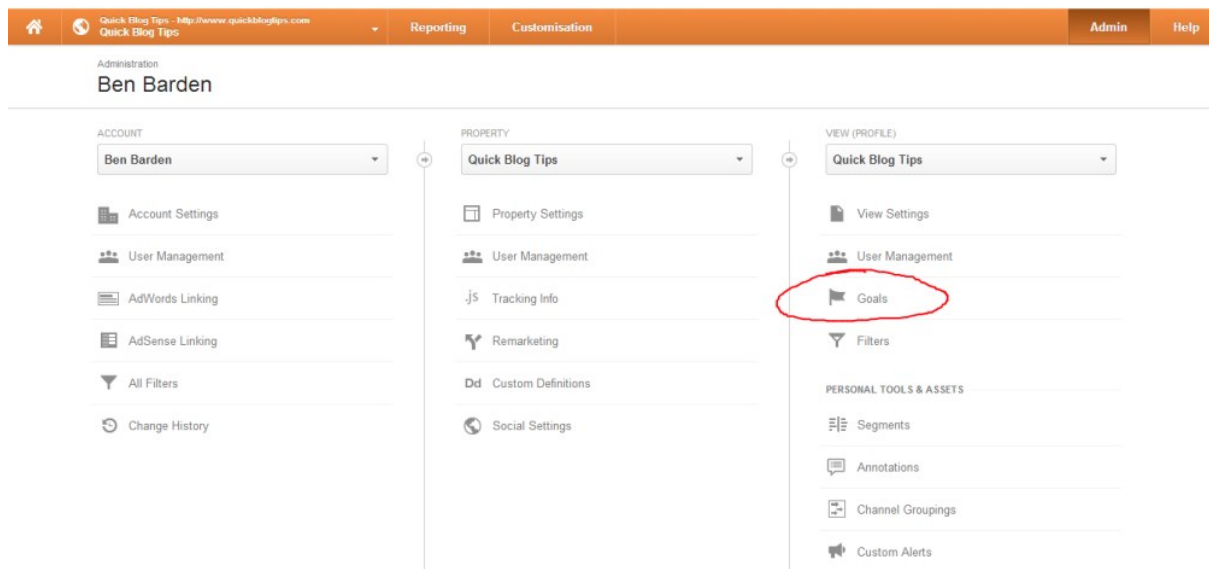 Quick Blog Tips - http://www.quickblogtips.com
Quick Blog Tips
Reporting
Customisation
Admin
Help
Administration
Ben Barden
ACCOUNT
Ben Barden
Account Settings
User Management
AdWords Linking
AdSense Linking
All Filters
Change History
PROPERTY
Quick Blog Tips
Property Settings
User Management
.js Tracking Info
Remarketing
Dd Custom Definitions
Social Settings
VIEW (PROFILE)
Quick Blog Tips
View Settings
User Management
Goals
Filters
PERSONAL TOOLS & ASSETS
Segments
Annotations
Channel Groupings
Custom Alerts